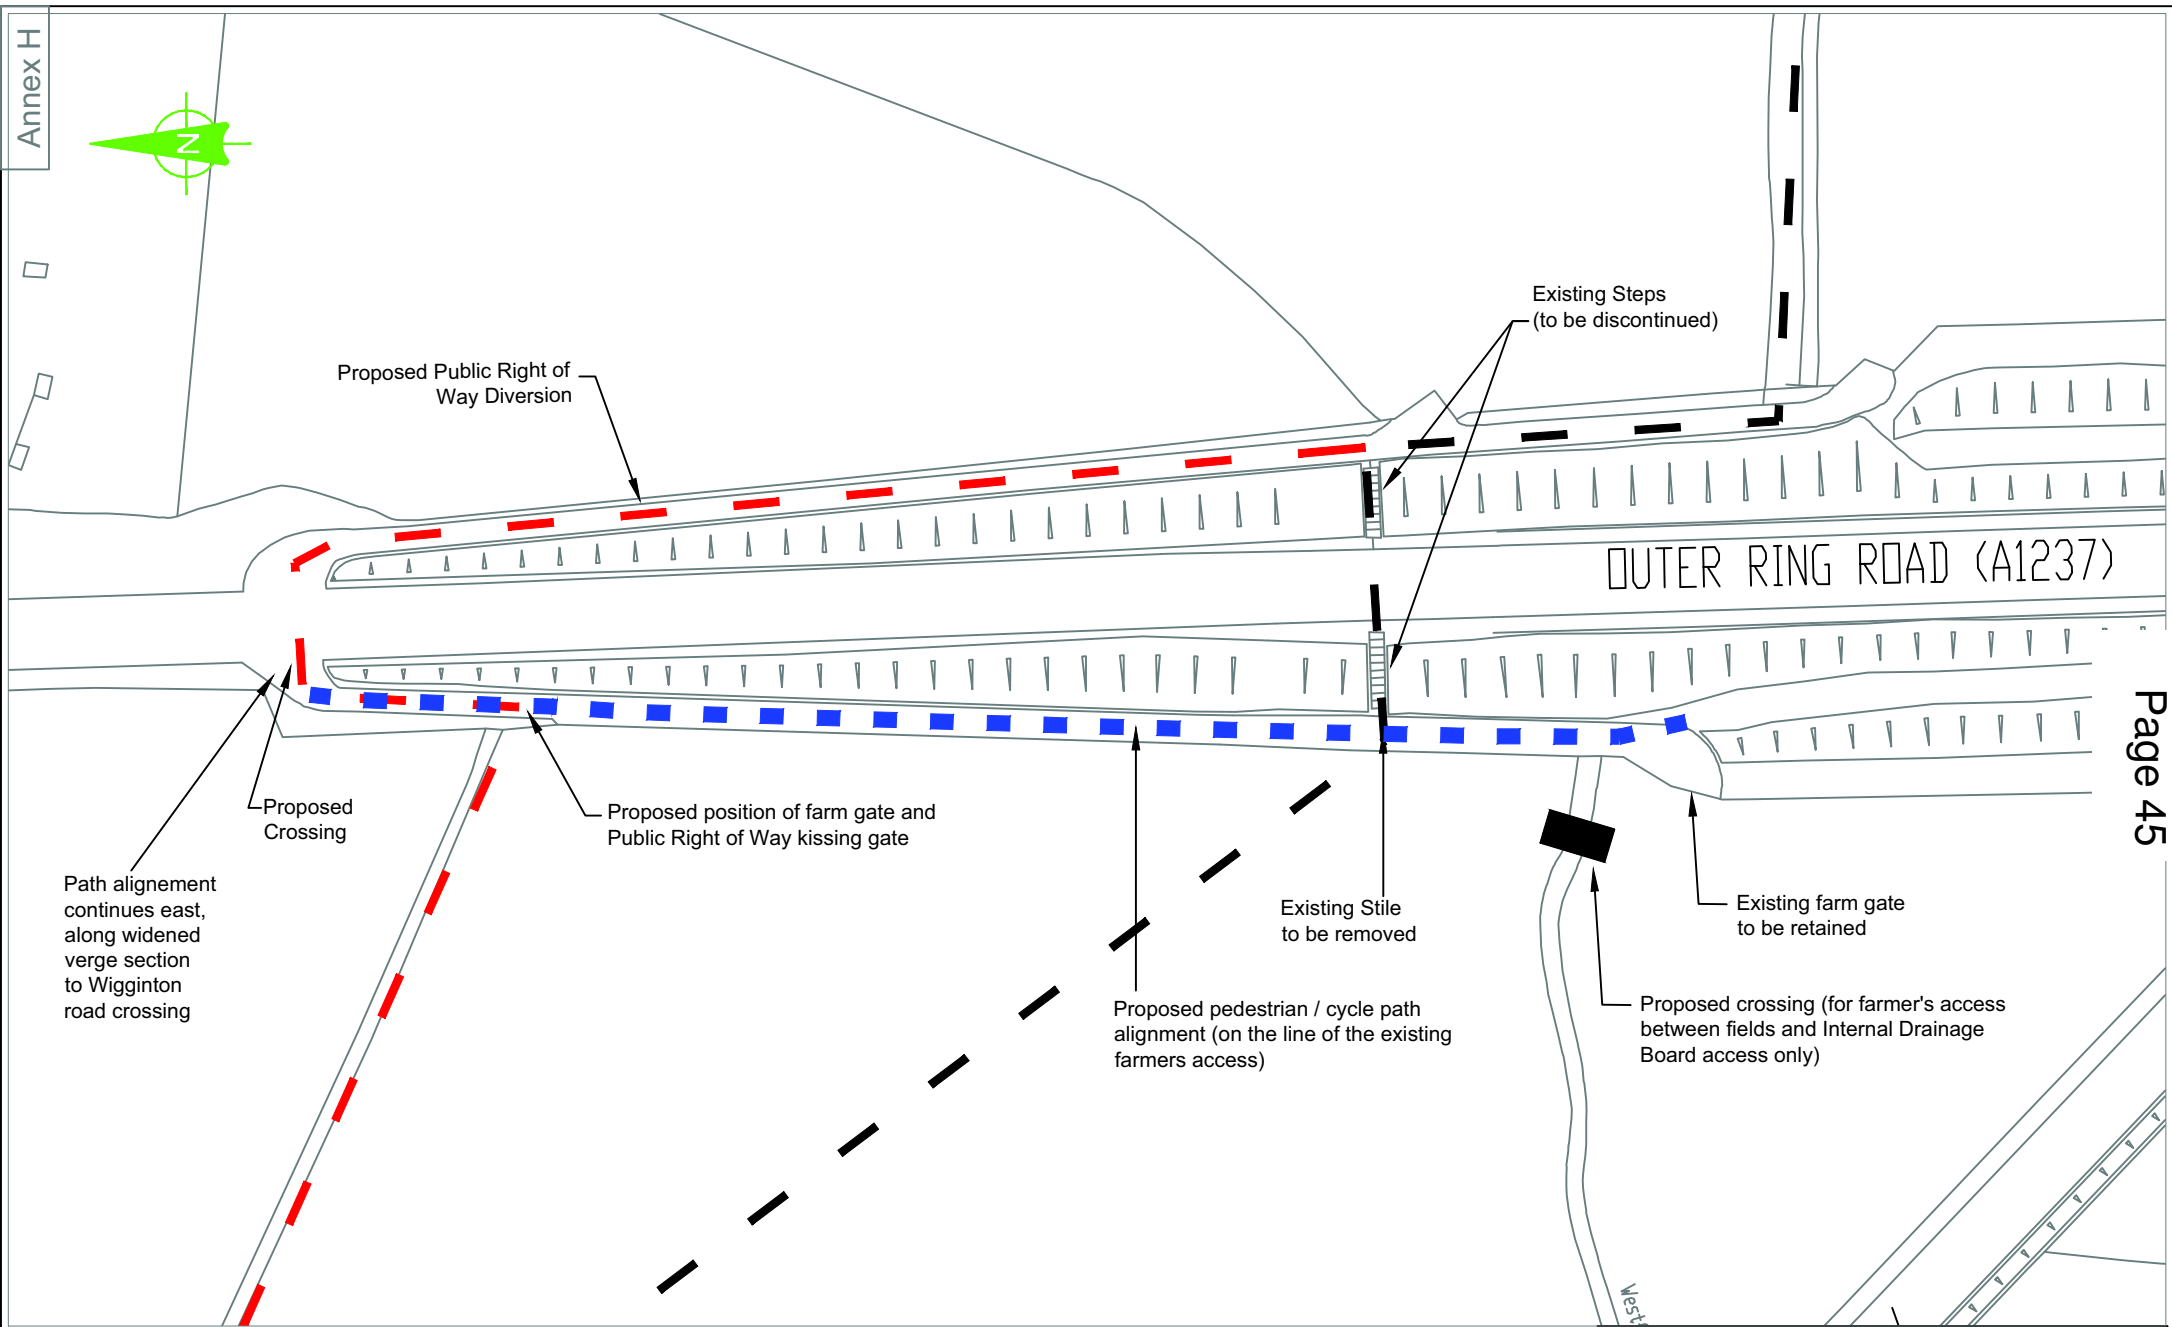 Annex H
N
Existing Steps
(to be discontinued)
Proposed Public Right of
Way Diversion
OUTER RING ROAD (A1237)
Page 45
Proposed
Crossing
Proposed position of farm gate and
Public Right of Way kissing gate
Path alignement
continues east,
along widened
verge section
to Wigginton
road crossing
Existing Stile
to be removed
Existing farm gate
to be retained
Proposed pedestrian / cycle path
alignment (on the line of the existing
farmers access)
Proposed crossing (for farmer's access
between fields and Internal Drainage
Board access only)